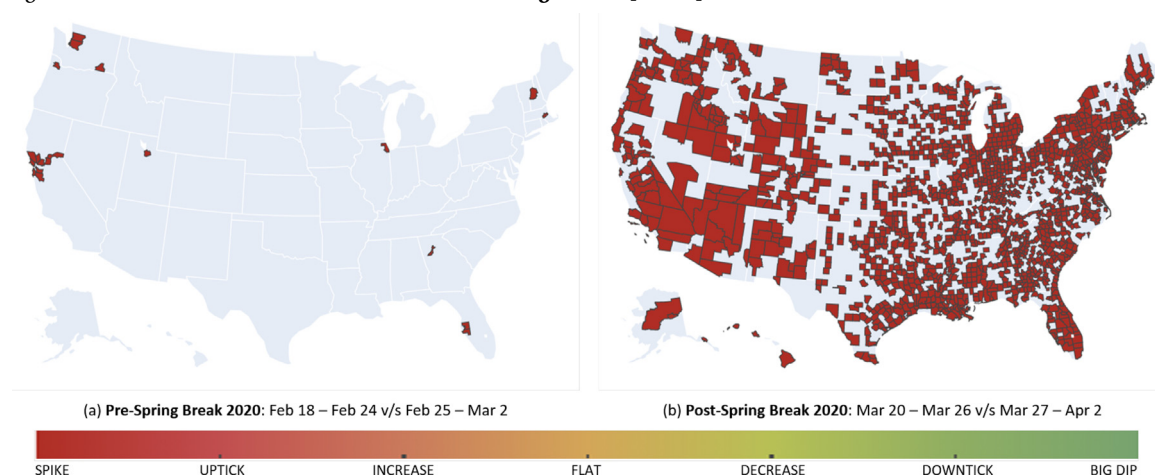 (a) Pre-Spring Break 2020: Feb 18 – Feb 24 v/s Feb 25 – Mar 2
(b) Post-Spring Break 2020: Mar 20 – Mar 26 v/s Mar 27 – Apr 2
SPIKE UPTICK INCREASE FLAT DECREASE DOWNTICK BIG DIP